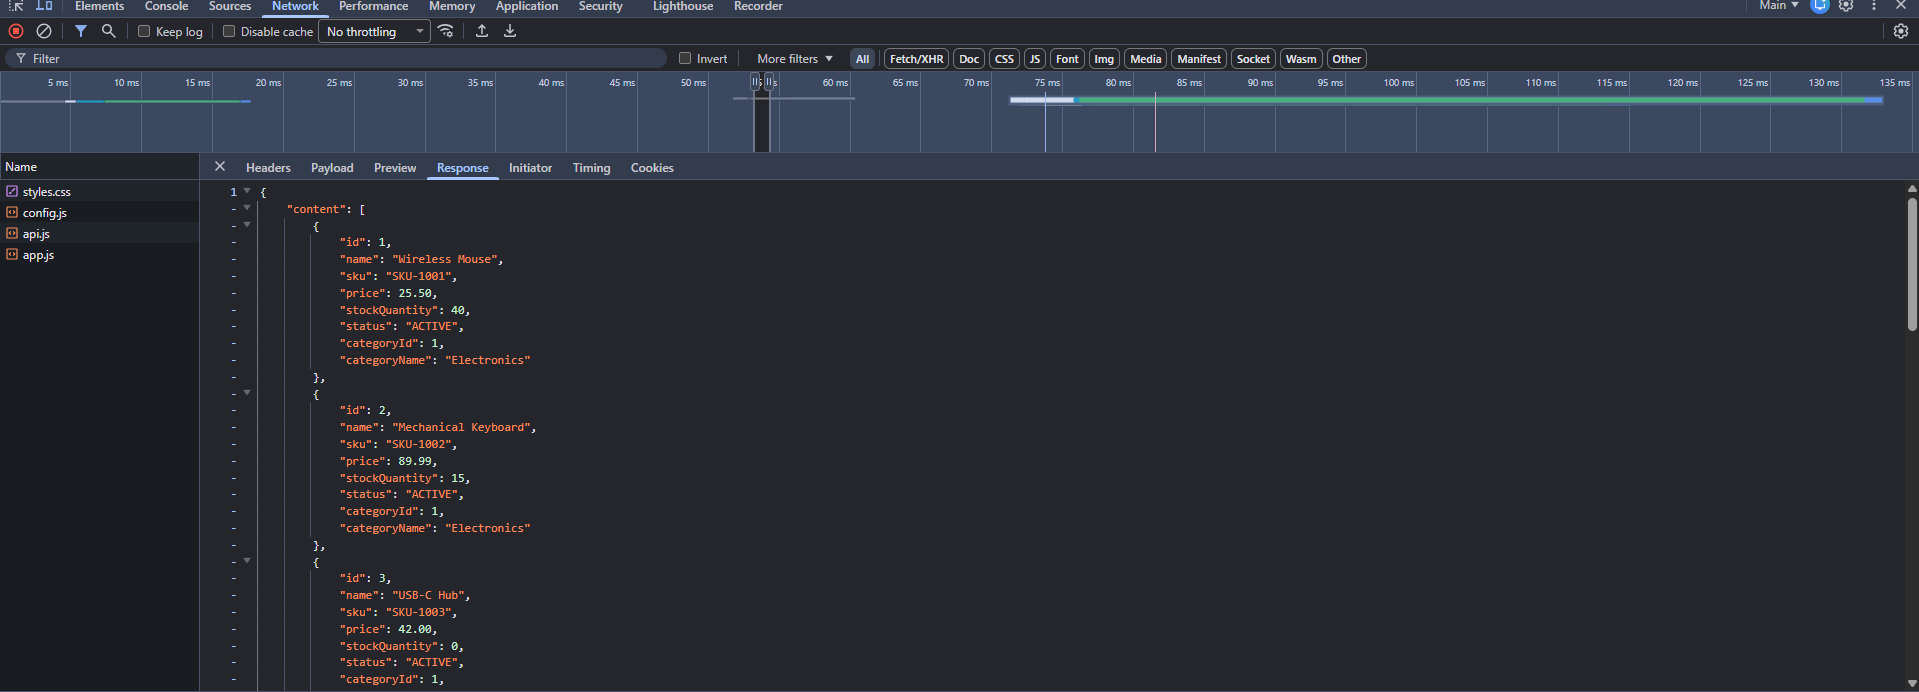 Elements Console Sources Network Performance Memory Application Security Lighthouse Recorder Main
Keep log Disable cache No throttling
Filter Invert More filters All Fetch/XHR Doc CSS JS Font Img Media Manifest Socket Wasm Other
5 ms 10 ms 15 ms 20 ms 25 ms 30 ms 35 ms 40 ms 45 ms 50 ms 60 ms 65 ms 70 ms 75 ms 80 ms 85 ms 90 ms 95 ms 100 ms 105 ms 110 ms 115 ms 120 ms 125 ms 130 ms 135 ms
Name
styles.css
config.js
api.js
app.js
Headers Payload Preview Response Initiator Timing Cookies
1 {
- "content": [
- {
- "id": 1,
- "name": "Wireless Mouse",
- "sku": "SKU-1001",
- "price": 25.50,
- "stockQuantity": 40,
- "status": "ACTIVE",
- "categoryId": 1,
- "categoryName": "Electronics"
- },
- {
- "id": 2,
- "name": "Mechanical Keyboard",
- "sku": "SKU-1002",
- "price": 89.99,
- "stockQuantity": 15,
- "status": "ACTIVE",
- "categoryId": 1,
- "categoryName": "Electronics"
- },
- {
- "id": 3,
- "name": "USB-C Hub",
- "sku": "SKU-1003",
- "price": 42.00,
- "stockQuantity": 0,
- "status": "ACTIVE",
- "categoryId": 1,